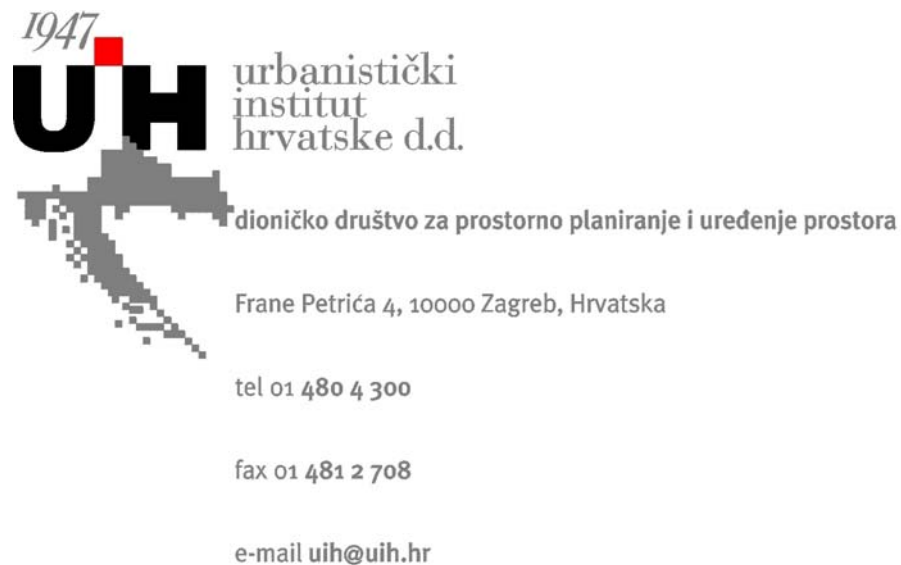 1947
UiH
urbanistički
institut
hrvatske d.d.
dioničko društvo za prostorno planiranje i uređenje prostora
Frane Petrića 4, 10000 Zagreb, Hrvatska
tel 01 480 4 300
fax 01 481 2 708
e-mail uih@uih.hr